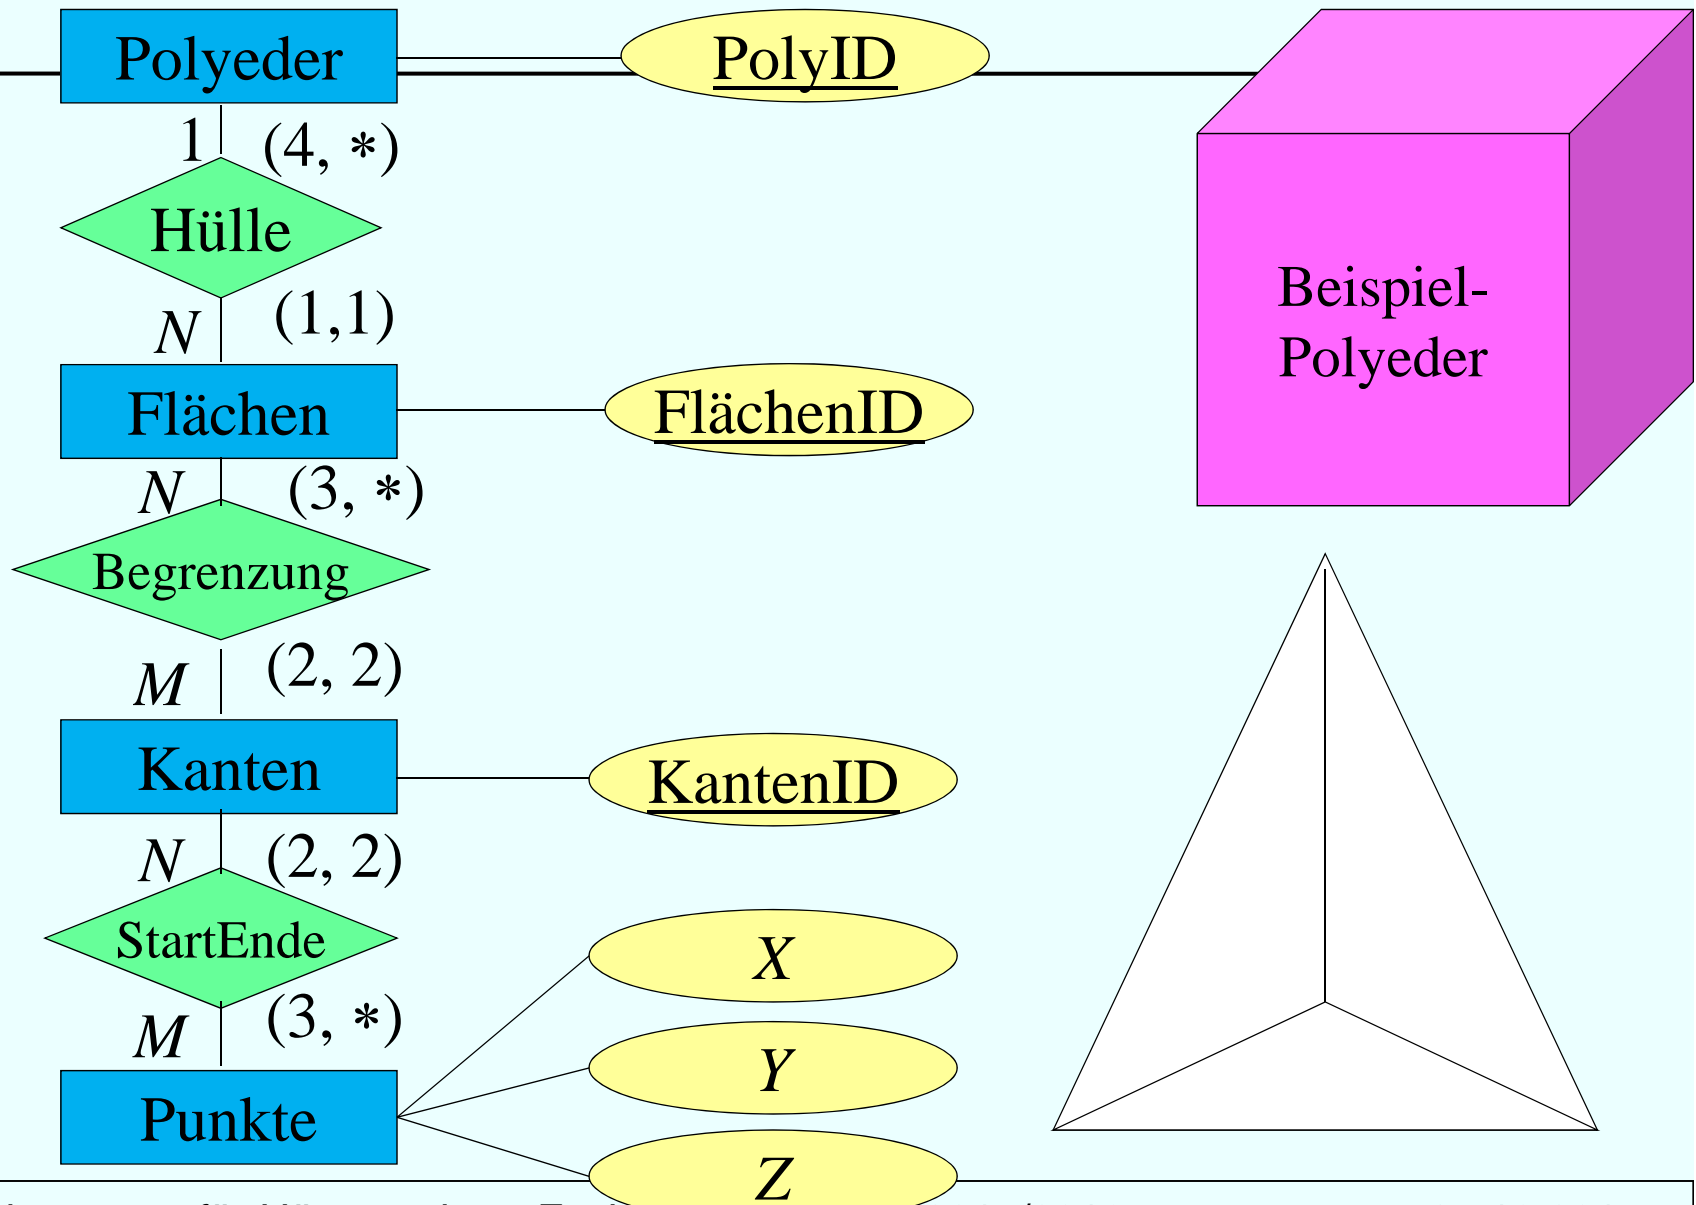 Polyeder PolyID
1 (4, *)
Hülle
N (1,1)
Flächen FlächenID
N (3, *)
Begrenzung
M (2, 2)
Kanten KantenID
N (2, 2)
StartEnde
M (3, *)
Punkte
X
Y
Z
Beispiel-
Polyeder